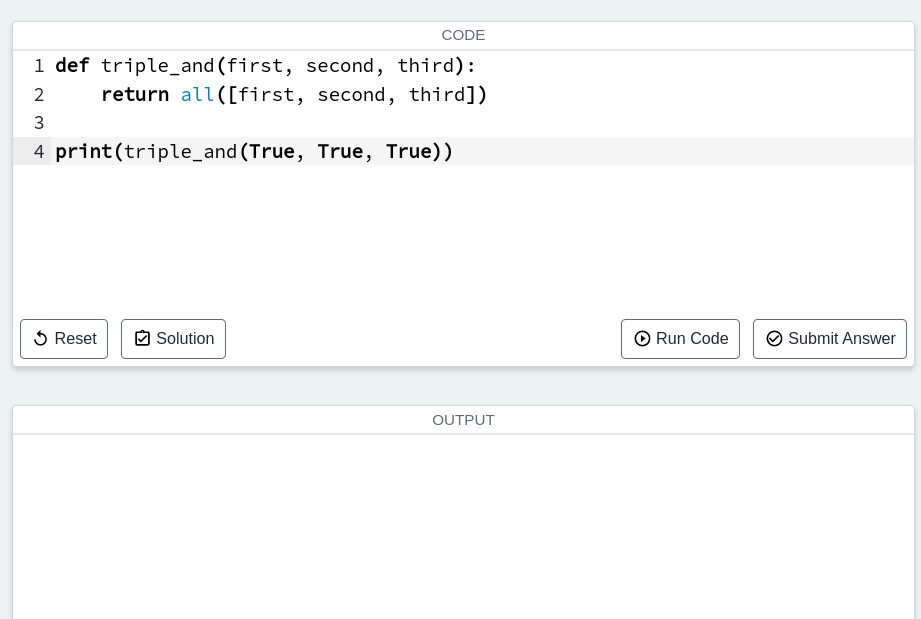 CODE
1 def triple_and(first, second, third):
2     return all([first, second, third])
3
4 print(triple_and(True, True, True))
Reset Solution Run Code Submit Answer
OUTPUT